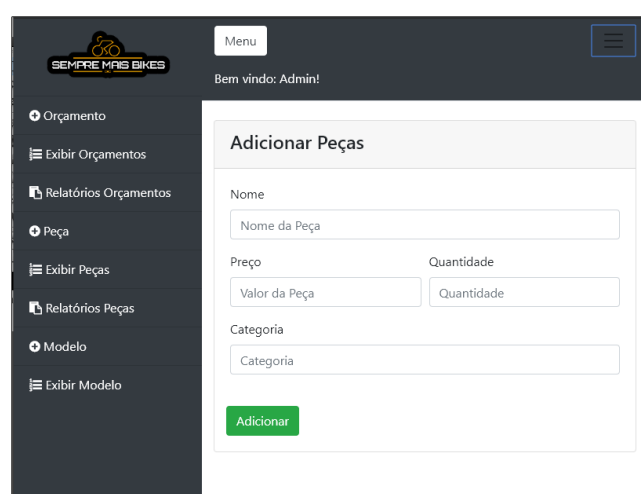 SEMPRE MAIS BIKES
Orçamento
Exibir Orçamentos
Relatórios Orçamentos
Peça
Exibir Peças
Relatórios Peças
Modelo
Exibir Modelo
Menu
Bem vindo: Admin!
Adicionar Peças
Nome
Nome da Peça
Preço Quantidade
Valor da Peça Quantidade
Categoria
Categoria
Adicionar